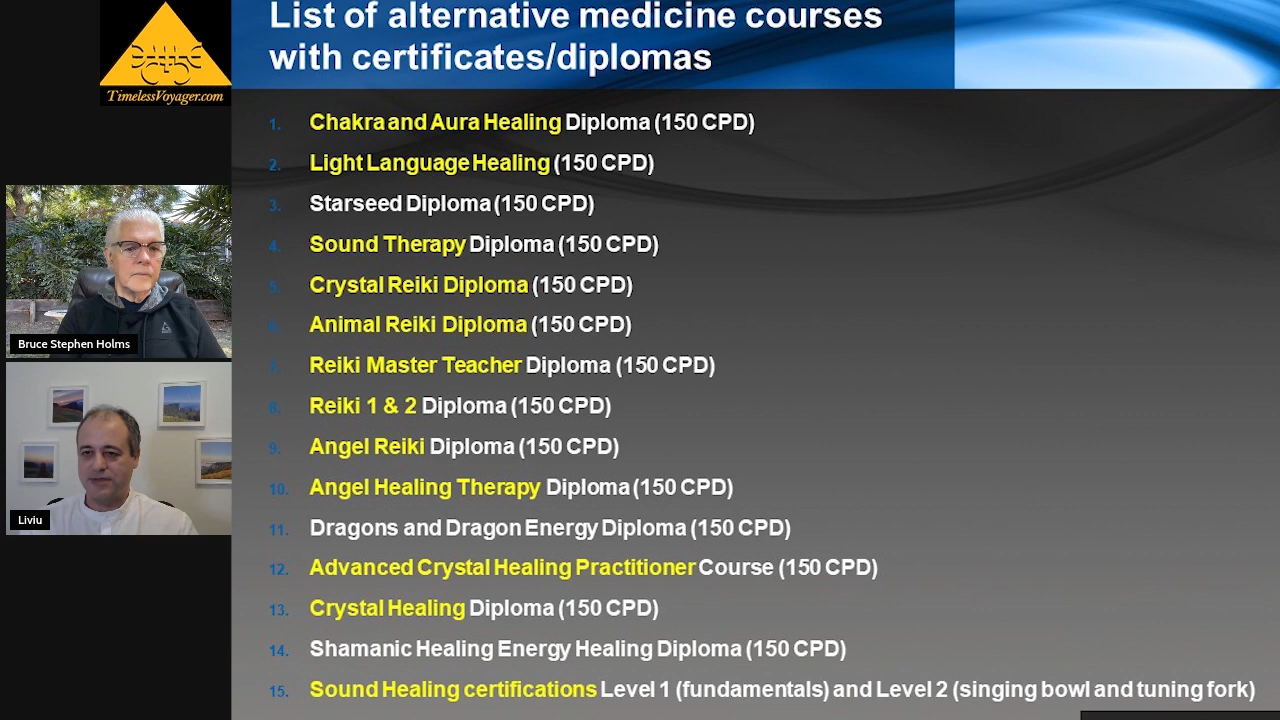 List of alternative medicine courses
with certificates/diplomas
TimelessVoyager.com
1. Chakra and Aura Healing Diploma (150 CPD)
2. Light Language Healing (150 CPD)
3. Starseed Diploma (150 CPD)
4. Sound Therapy Diploma (150 CPD)
5. Crystal Reiki Diploma (150 CPD)
6. Animal Reiki Diploma (150 CPD)
7. Reiki Master Teacher Diploma (150 CPD)
8. Reiki 1 & 2 Diploma (150 CPD)
9. Angel Reiki Diploma (150 CPD)
10. Angel Healing Therapy Diploma (150 CPD)
11. Dragons and Dragon Energy Diploma (150 CPD)
12. Advanced Crystal Healing Practitioner Course (150 CPD)
13. Crystal Healing Diploma (150 CPD)
14. Shamanic Healing Energy Healing Diploma (150 CPD)
15. Sound Healing certifications Level 1 (fundamentals) and Level 2 (singing bowl and tuning fork)
Bruce Stephen Holms
Liviu